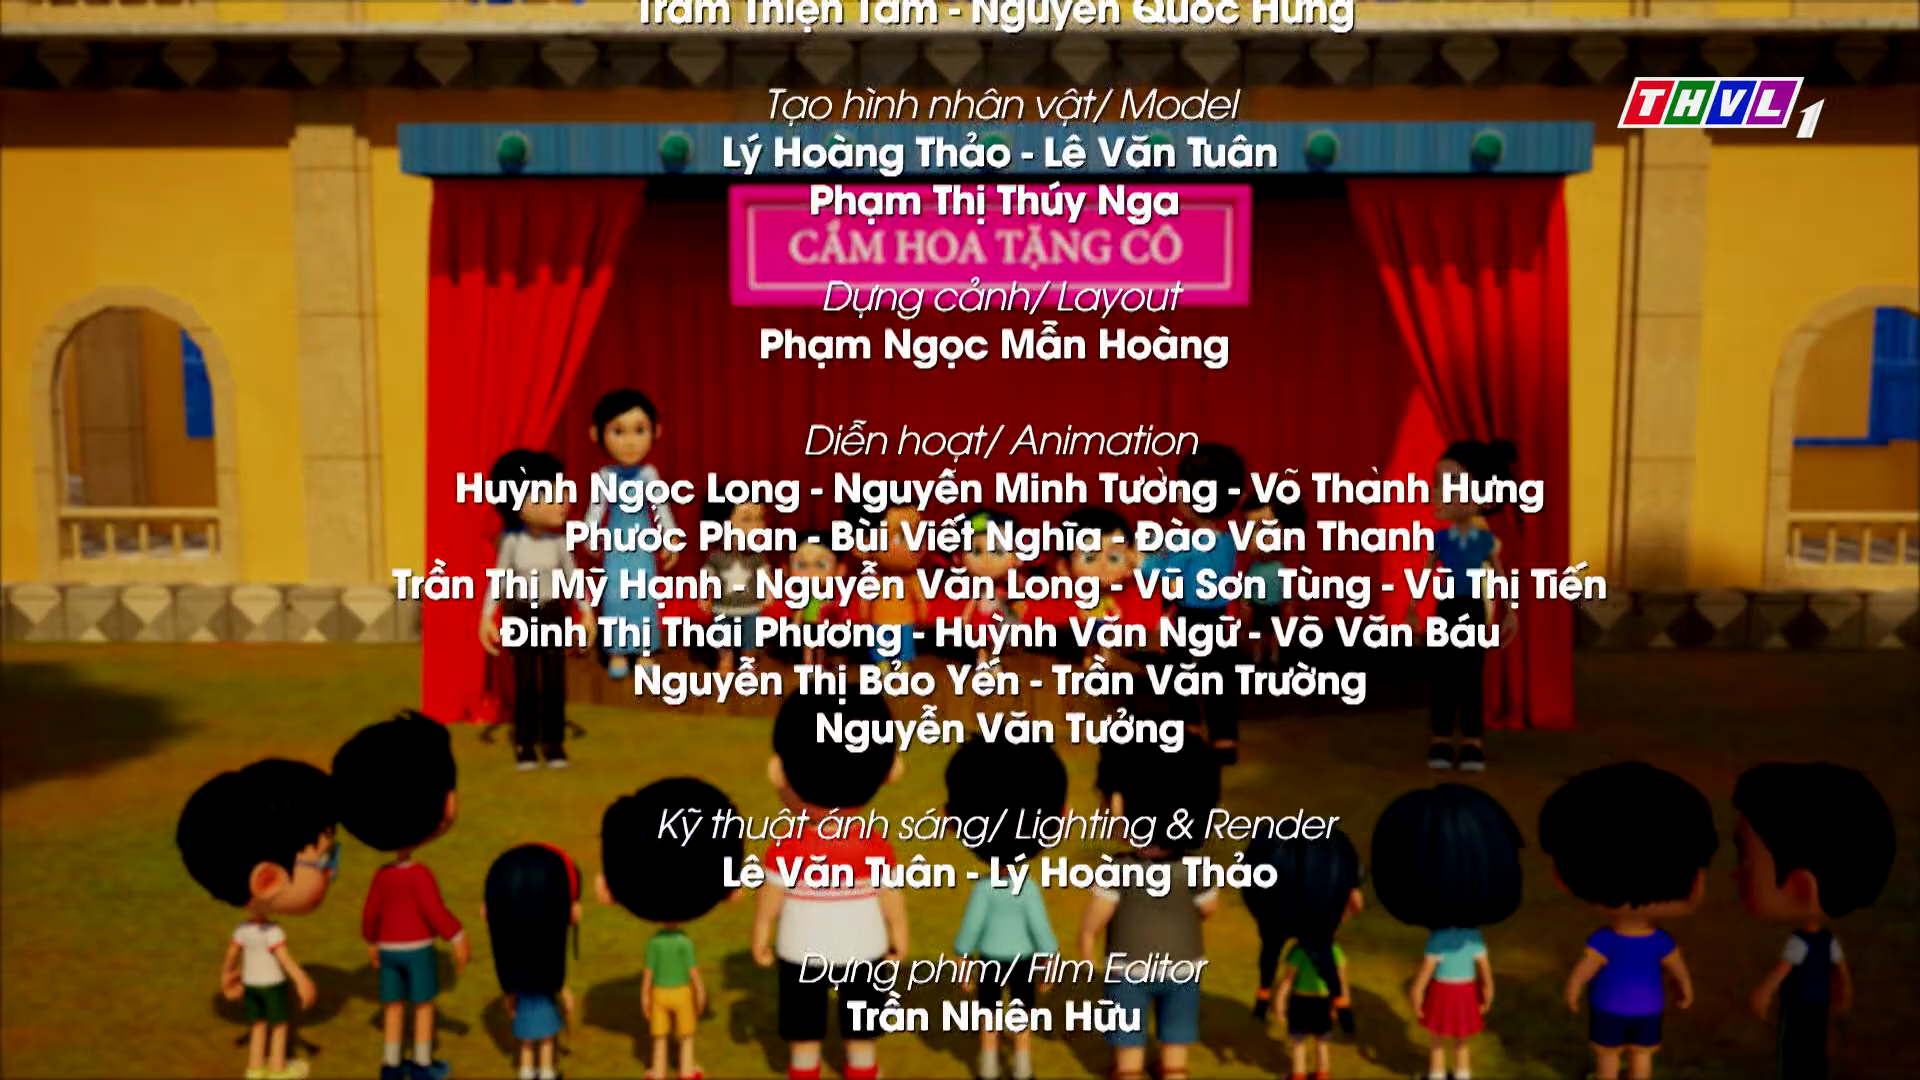 Trầm Thiện Tâm - Nguyễn Quốc Hưng
THVL1
Tạo hình nhân vật/ Model
Lý Hoàng Thảo - Lê Văn Tuân
Phạm Thị Thúy Nga
CẮM HOA TẶNG CÔ
Dựng cảnh/ Layout
Phạm Ngọc Mẫn Hoàng
Diễn hoạt/ Animation
Huỳnh Ngọc Long - Nguyễn Minh Tường - Võ Thành Hưng
Phước Phan - Bùi Viết Nghĩa - Đào Văn Thanh
Trần Thị Mỹ Hạnh - Nguyễn Văn Long - Vũ Sơn Tùng - Vũ Thị Tiến
Đinh Thị Thái Phương - Huỳnh Văn Ngữ - Võ Văn Báu
Nguyễn Thị Bảo Yến - Trần Văn Trường
Nguyễn Văn Tưởng
Kỹ thuật ánh sáng/ Lighting & Render
Lê Văn Tuân - Lý Hoàng Thảo
Dựng phim/ Film Editor
Trần Nhiên Hữu